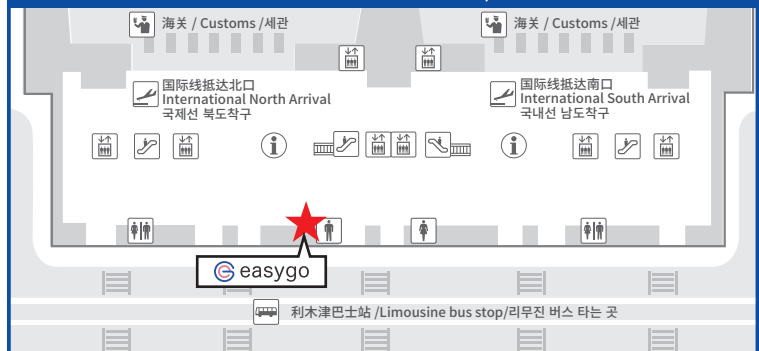 海关 / Customs /세관
海关 / Customs /세관
国际线抵达北口
International North Arrival
국제선 북도착구
国际线抵达南口
International South Arrival
국내선 남도착구
easygo
利木津巴士站 /Limousine bus stop/리무진 버스 타는 곳